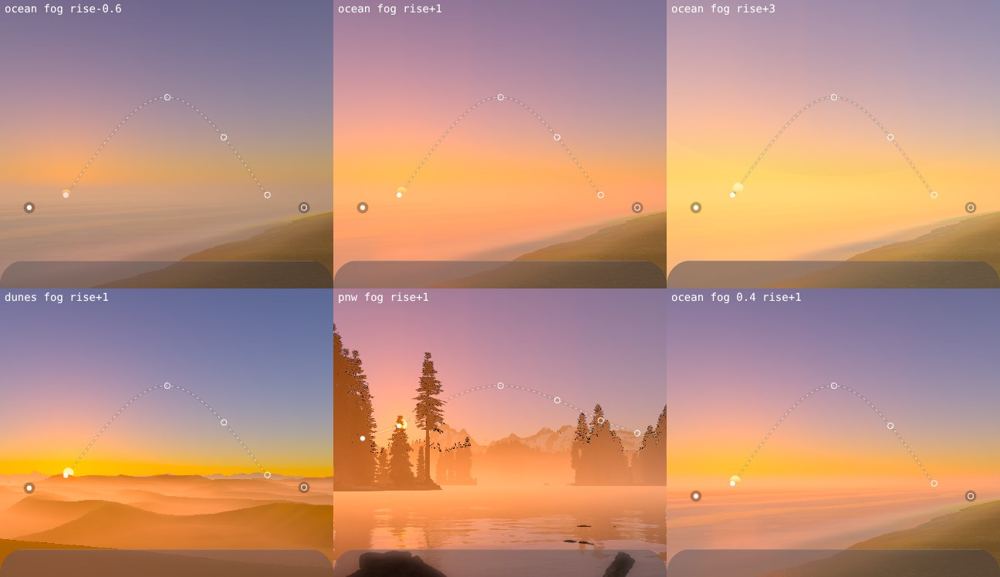 ocean fog rise-0.6
ocean fog rise+1
ocean fog rise+3
dunes fog rise+1
pnw fog rise+1
ocean fog 0.4 rise+1